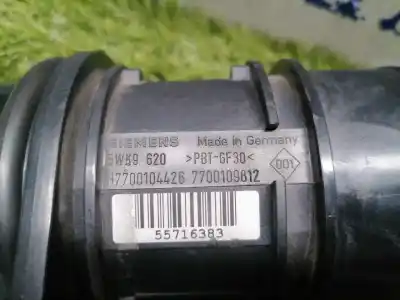 SIEMENS Made in Germany
5WK9 620 >PBT-GF30<
H7700104426 7700109812
001
55716383